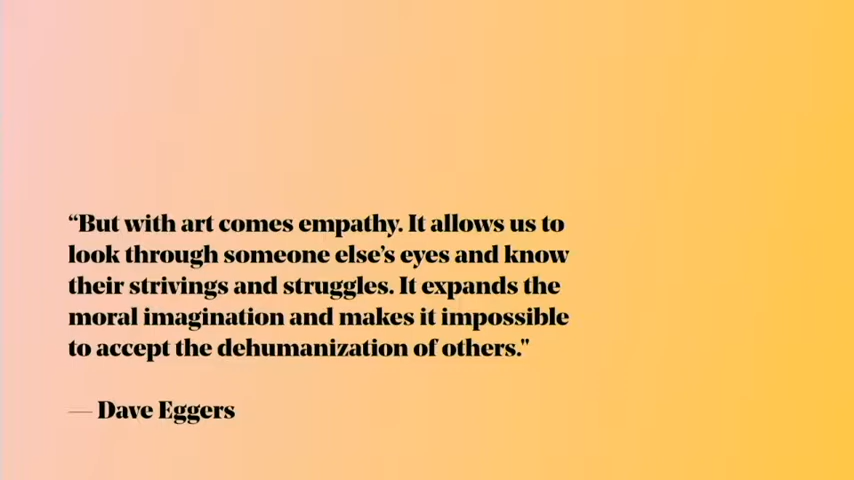 “But with art comes empathy. It allows us to
look through someone else’s eyes and know
their strivings and struggles. It expands the
moral imagination and makes it impossible
to accept the dehumanization of others."
— Dave Eggers